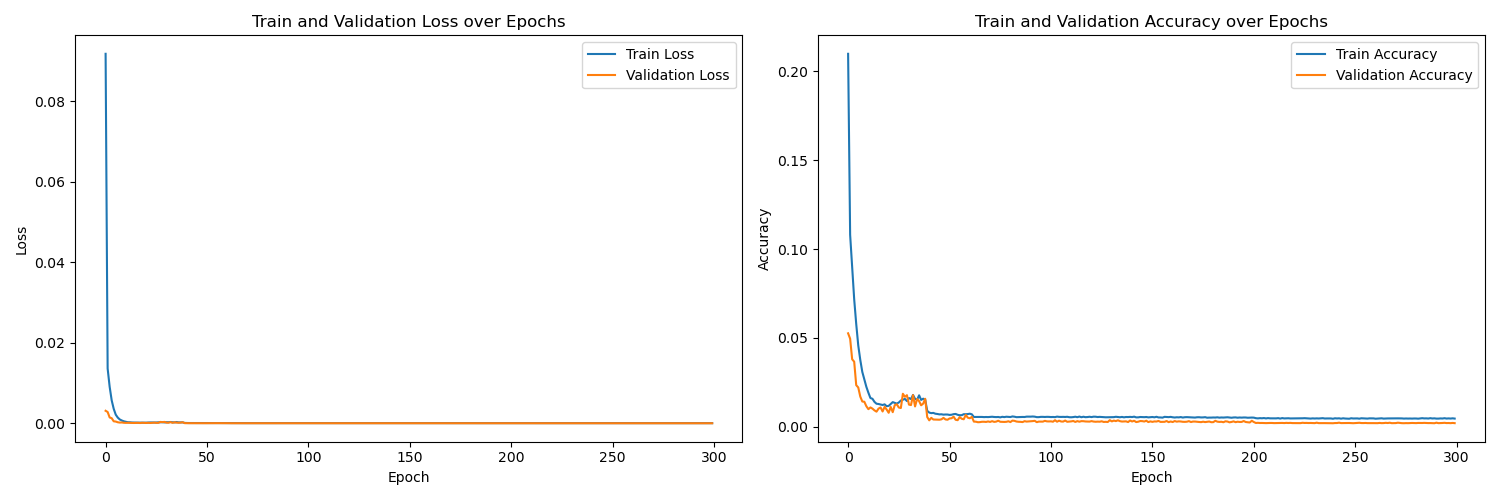 Train and Validation Loss over Epochs
Train Loss
Validation Loss
0.08
0.06
0.04
0.02
0.00
Loss
0 50 100 150 200 250 300
Epoch
Train and Validation Accuracy over Epochs
Train Accuracy
Validation Accuracy
0.20
0.15
0.10
0.05
0.00
Accuracy
0 50 100 150 200 250 300
Epoch